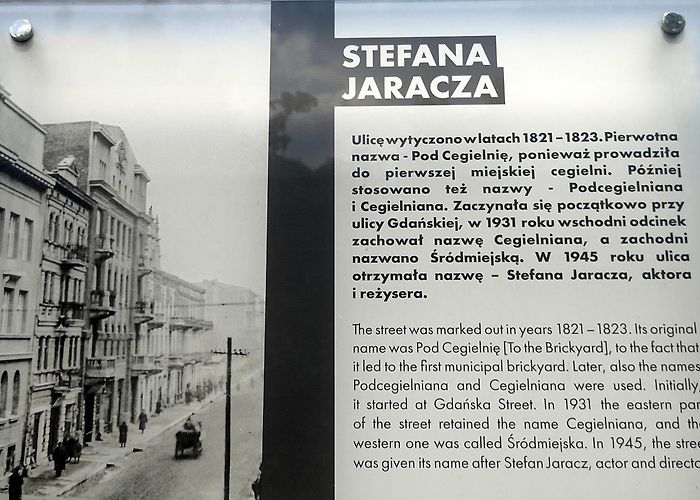 STEFANA
JARACZA
Ulicę wytyczono w latach 1821 – 1823. Pierwotna
nazwa - Pod Cegielnię, ponieważ prowadziła
do pierwszej miejskiej cegielni. Później
stosowano też nazwy - Podcegielniana
i Cegielniana. Zaczynała się początkowo przy
ulicy Gdańskiej, w 1931 roku wschodni odcinek
zachował nazwę Cegielniana, a zachodni
nazwano Śródmiejską. W 1945 roku ulica
otrzymała nazwę – Stefana Jaracza, aktora
i reżysera.
The street was marked out in years 1821 – 1823. Its original
name was Pod Cegielnię [To the Brickyard], to the fact that
it led to the first municipal brickyard. Later, also the names
Podcegielniana and Cegielniana were used. Initially,
it started at Gdańska Street. In 1931 the eastern par
of the street retained the name Cegielniana, and th
western one was called Śródmiejska. In 1945, the stre
was given its name after Stefan Jaracz, actor and directo